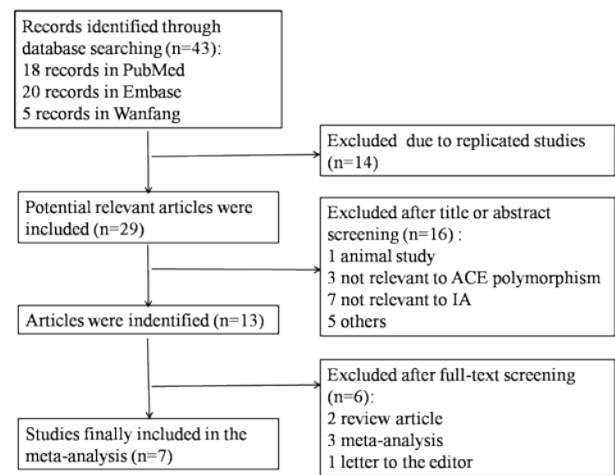 Records identified through
database searching (n=43):
18 records in PubMed
20 records in Embase
5 records in Wanfang
Excluded due to replicated studies
(n=14)
Potential relevant articles were
included (n=29)
Excluded after title or abstract
screening (n=16) :
1 animal study
3 not relevant to ACE polymorphism
7 not relevant to IA
5 others
Articles were indentified (n=13)
Excluded after full-text screening
(n=6):
2 review article
3 meta-analysis
1 letter to the editor
Studies finally included in the
meta-analysis (n=7)